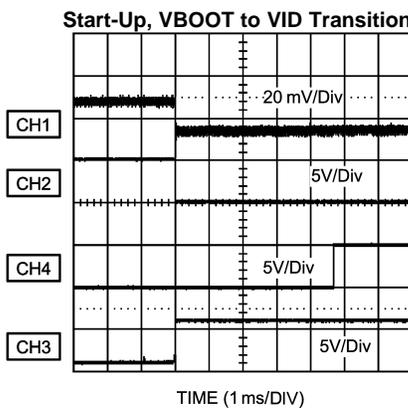 Start-Up, VBOOT to VID Transition
20 mV/Div
CH1
5V/Div
CH2
5V/Div
CH4
5V/Div
CH3
TIME (1 ms/DIV)